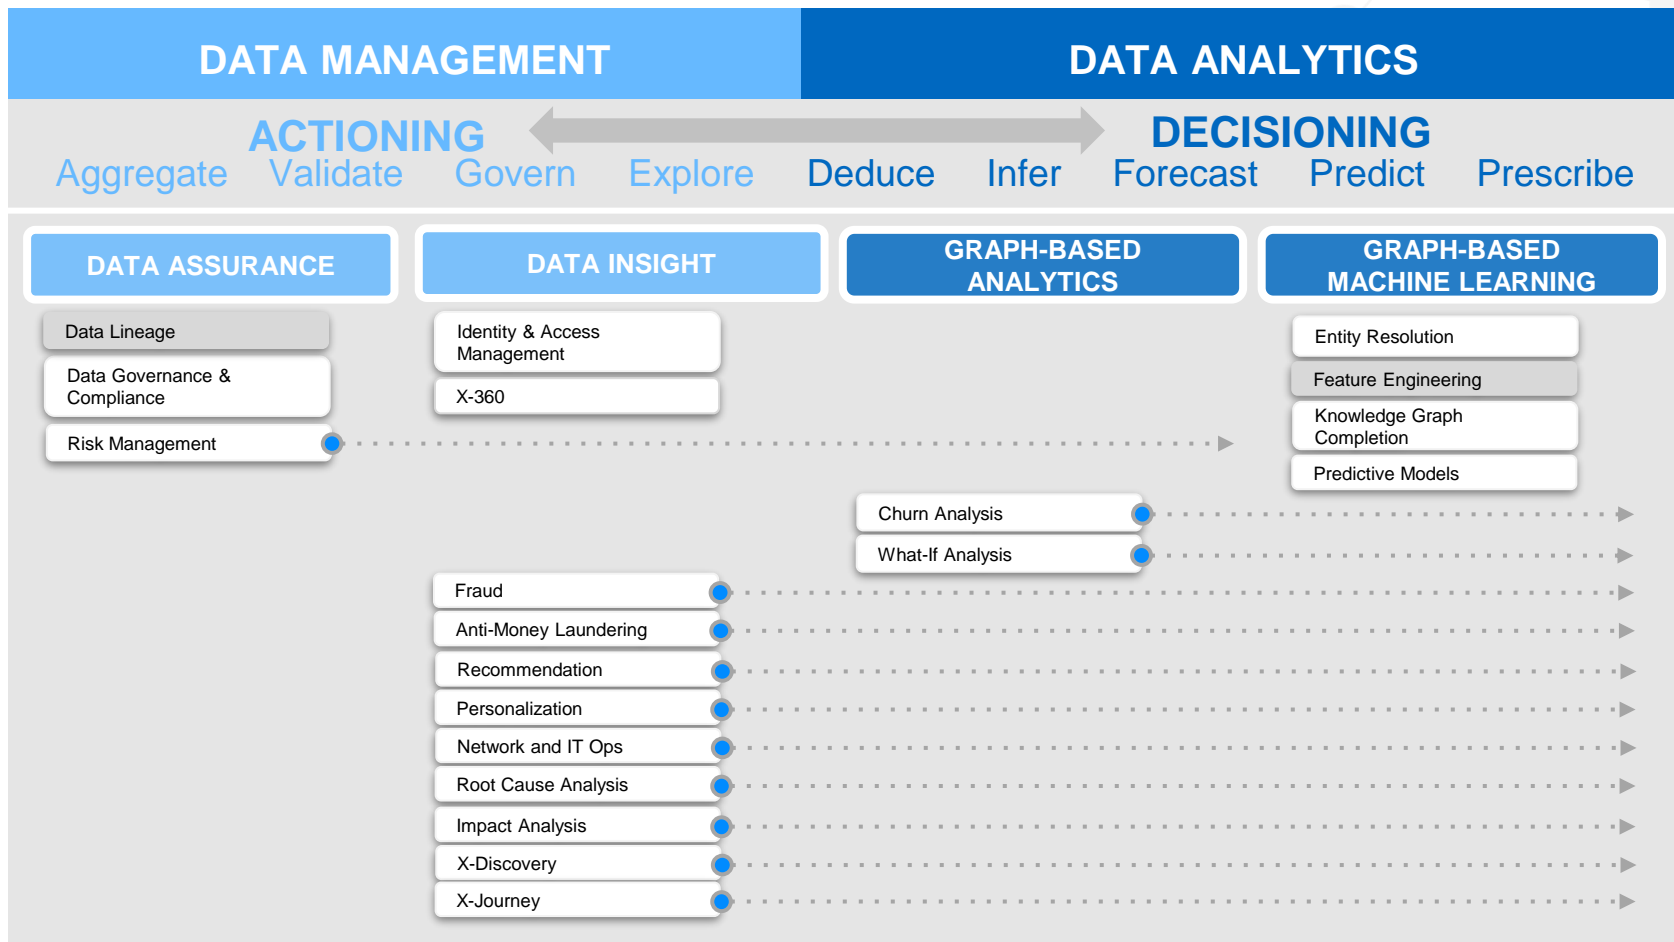 DATA MANAGEMENT
DATA ANALYTICS
ACTIONING
DECISIONING
Aggregate Validate Govern Explore Deduce Infer Forecast Predict Prescribe
DATA ASSURANCE
DATA INSIGHT
GRAPH-BASED
ANALYTICS
GRAPH-BASED
MACHINE LEARNING
Data Lineage
Data Governance &
Compliance
Risk Management
Identity & Access
Management
X-360
Entity Resolution
Feature Engineering
Knowledge Graph
Completion
Predictive Models
Churn Analysis
What-If Analysis
Fraud
Anti-Money Laundering
Recommendation
Personalization
Network and IT Ops
Root Cause Analysis
Impact Analysis
X-Discovery
X-Journey